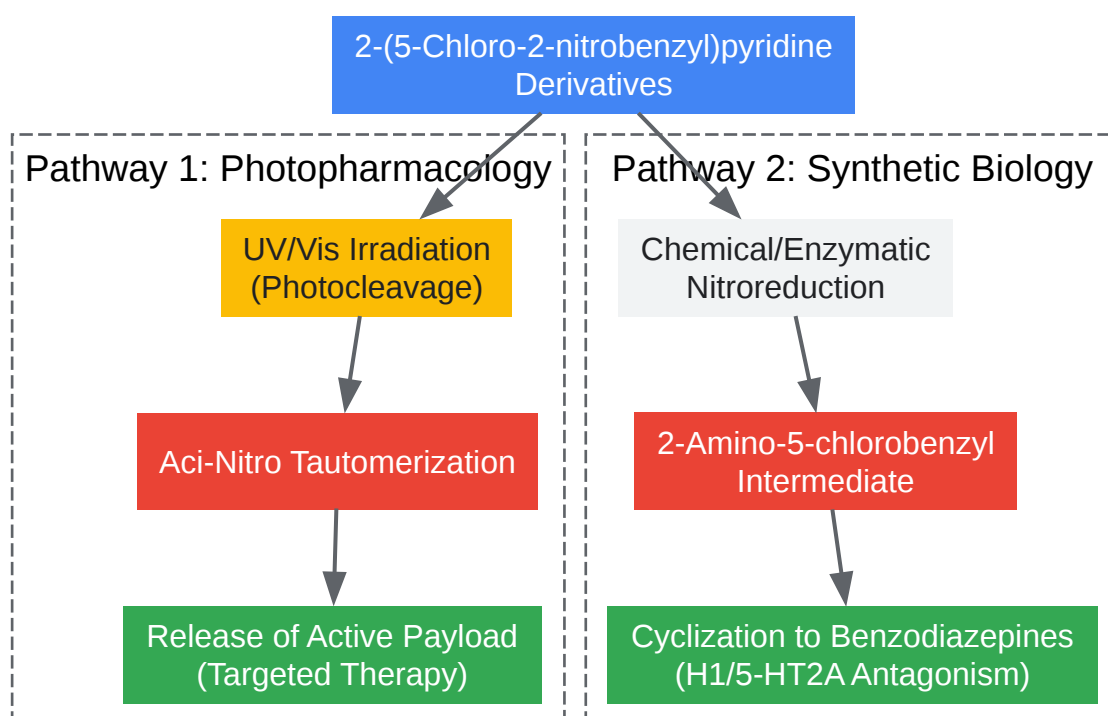 2-(5-Chloro-2-nitrobenzyl)pyridine
Derivatives
Pathway 1: Photopharmacology
UV/Vis Irradiation
(Photocleavage)
Aci-Nitro Tautomerization
Release of Active Payload
(Targeted Therapy)
Pathway 2: Synthetic Biology
Chemical/Enzymatic
Nitroreduction
2-Amino-5-chlorobenzyl
Intermediate
Cyclization to Benzodiazepines
(H1/5-HT2A Antagonism)